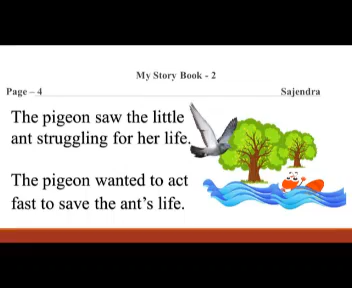 My Story Book - 2
Page – 4 Sajendra
The pigeon saw the little
ant struggling for her life.
The pigeon wanted to act
fast to save the ant’s life.